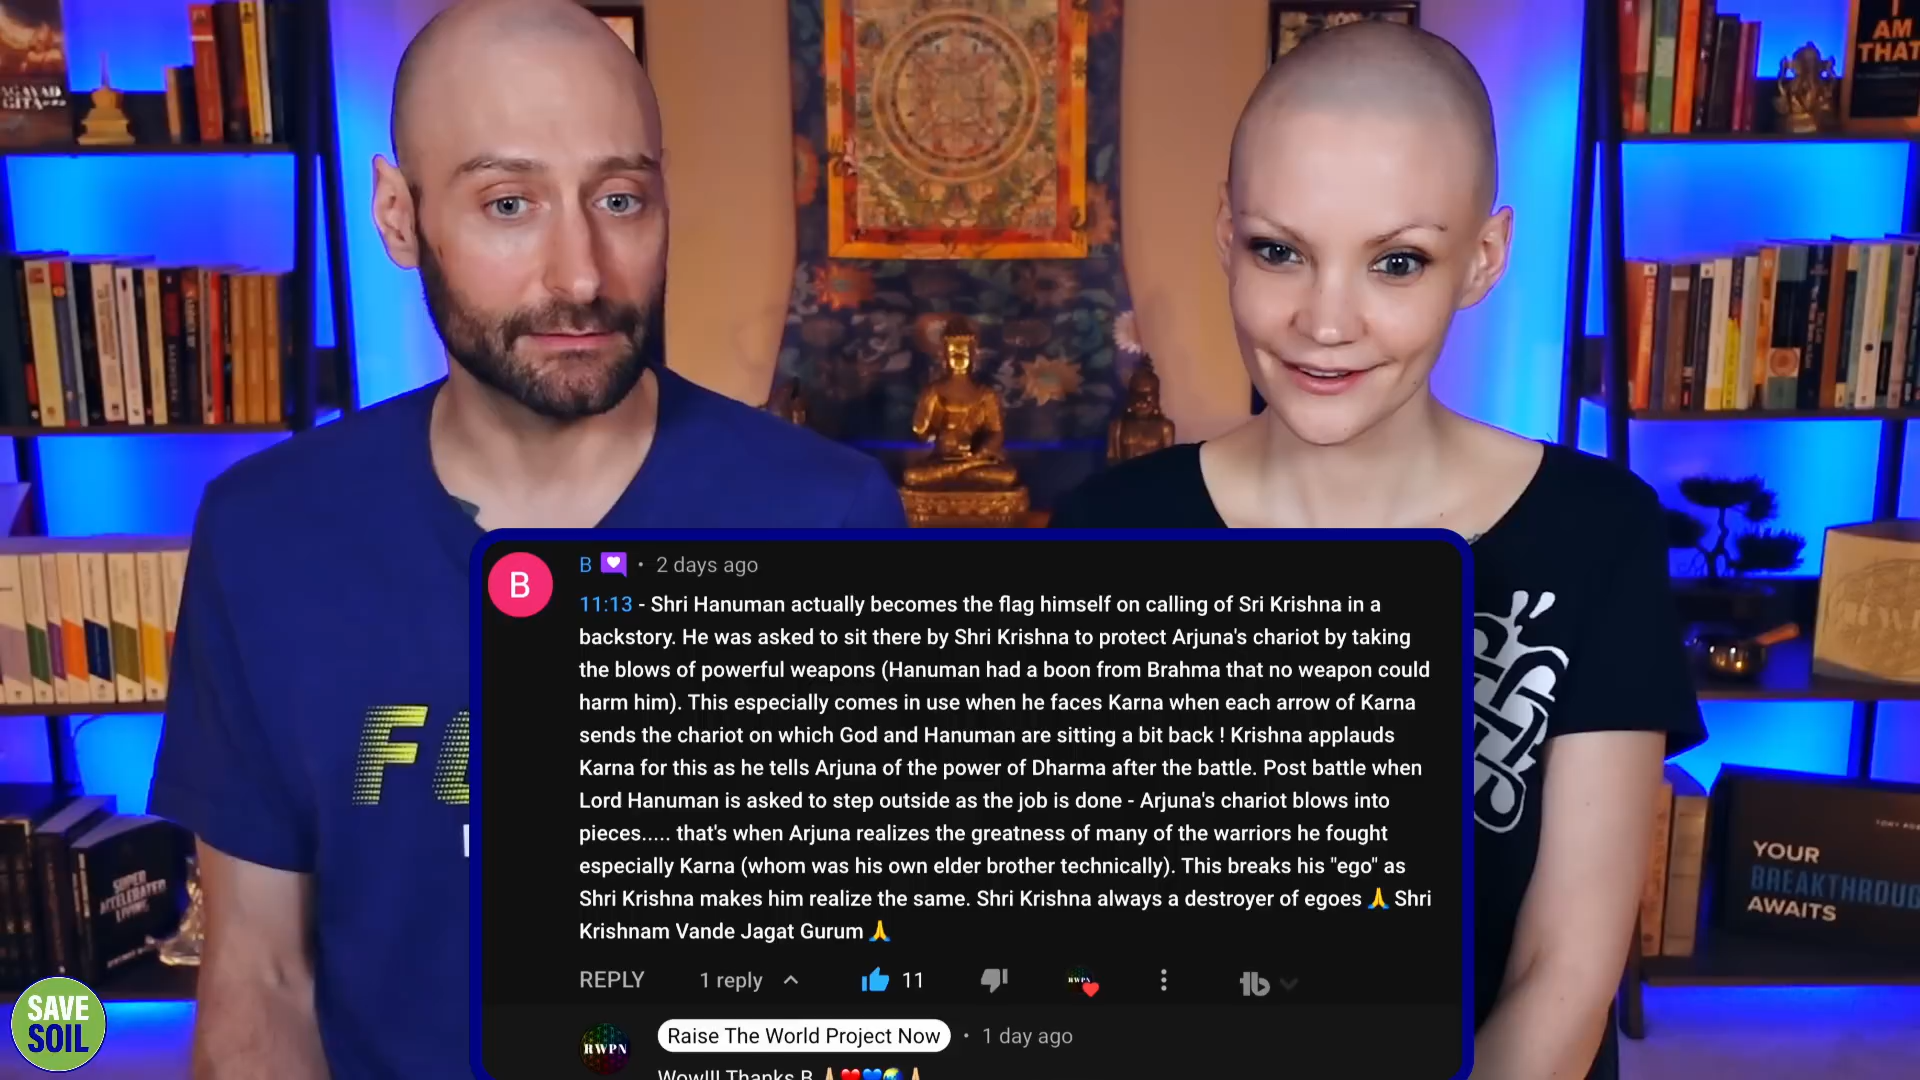 AGAVAD
GITA
I
AM
THAT
B
B • 2 days ago
11:13 - Shri Hanuman actually becomes the flag himself on calling of Sri Krishna in a
backstory. He was asked to sit there by Shri Krishna to protect Arjuna's chariot by taking
the blows of powerful weapons (Hanuman had a boon from Brahma that no weapon could
harm him). This especially comes in use when he faces Karna when each arrow of Karna
sends the chariot on which God and Hanuman are sitting a bit back ! Krishna applauds
Karna for this as he tells Arjuna of the power of Dharma after the battle. Post battle when
Lord Hanuman is asked to step outside as the job is done - Arjuna's chariot blows into
pieces..... that's when Arjuna realizes the greatness of many of the warriors he fought
especially Karna (whom was his own elder brother technically). This breaks his "ego" as
Shri Krishna makes him realize the same. Shri Krishna always a destroyer of egoes 🙏 Shri
Krishnam Vande Jagat Gurum 🙏
REPLY 1 reply 11
RWPN Raise The World Project Now • 1 day ago
Wow!!! Thanks B 🙏❤️💙🌏🙏
SUPER
ACCELERATED
LIVING
YOUR
BREAKTHROUG
AWAITS
SAVE
SOIL